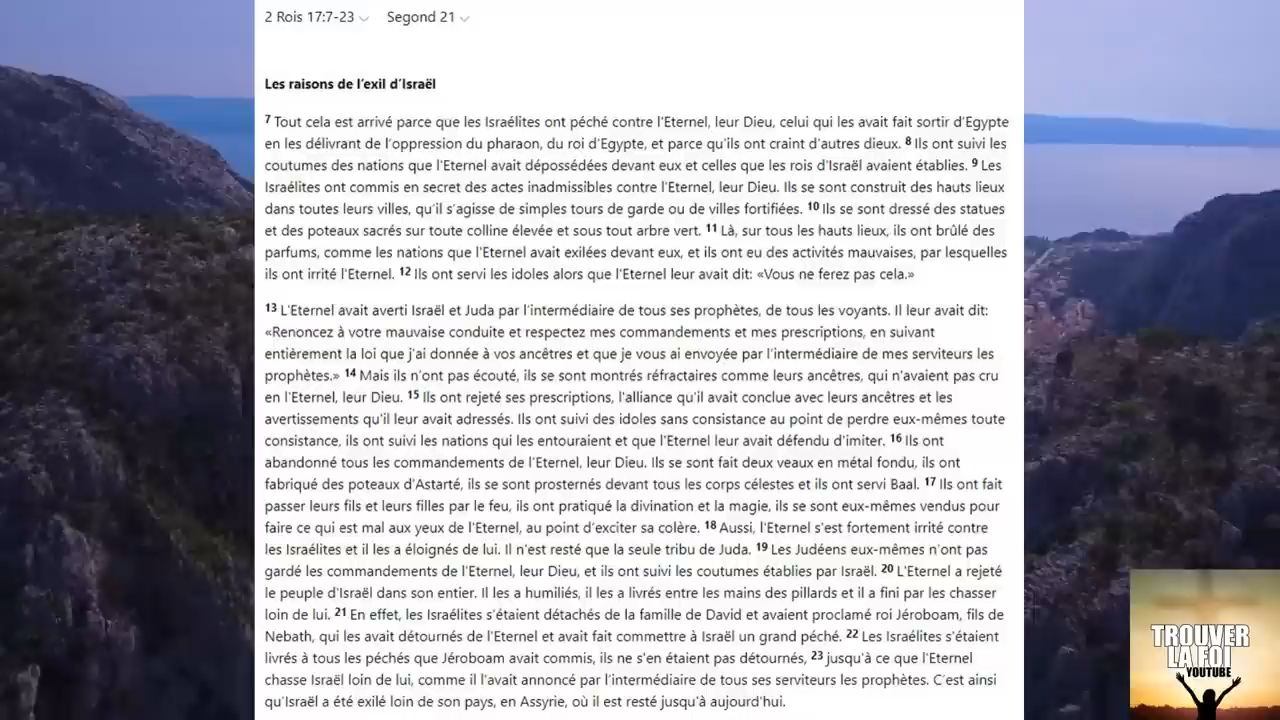 2 Rois 17:7-23 Segond 21
Les raisons de l'exil d'Israël
7 Tout cela est arrivé parce que les Israélites ont péché contre l'Eternel, leur Dieu, celui qui les avait fait sortir d'Egypte
en les délivrant de l'oppression du pharaon, du roi d'Egypte, et parce qu'ils ont craint d'autres dieux. 8 Ils ont suivi les
coutumes des nations que l'Eternel avait dépossédées devant eux et celles que les rois d'Israël avaient établies. 9 Les
Israélites ont commis en secret des actes inadmissibles contre l'Eternel, leur Dieu. Ils se sont construit des hauts lieux
dans toutes leurs villes, qu'il s'agisse de simples tours de garde ou de villes fortifiées. 10 Ils se sont dressé des statues
et des poteaux sacrés sur toute colline élevée et sous tout arbre vert. 11 Là, sur tous les hauts lieux, ils ont brûlé des
parfums, comme les nations que l'Eternel avait exilées devant eux, et ils ont eu des activités mauvaises, par lesquelles
ils ont irrité l'Eternel. 12 Ils ont servi les idoles alors que l'Eternel leur avait dit: «Vous ne ferez pas cela.»
13 L'Eternel avait averti Israël et Juda par l'intermédiaire de tous ses prophètes, de tous les voyants. Il leur avait dit:
«Renoncez à votre mauvaise conduite et respectez mes commandements et mes prescriptions, en suivant
entièrement la loi que j'ai donnée à vos ancêtres et que je vous ai envoyée par l'intermédiaire de mes serviteurs les
prophètes.» 14 Mais ils n'ont pas écouté, ils se sont montrés réfractaires comme leurs ancêtres, qui n'avaient pas cru
en l'Eternel, leur Dieu. 15 Ils ont rejeté ses prescriptions, l'alliance qu'il avait conclue avec leurs ancêtres et les
avertissements qu'il leur avait adressés. Ils ont suivi des idoles sans consistance au point de perdre eux-mêmes toute
consistance, ils ont suivi les nations qui les entouraient et que l'Eternel leur avait défendu d'imiter. 16 Ils ont
abandonné tous les commandements de l'Eternel, leur Dieu. Ils se sont fait deux veaux en métal fondu, ils ont
fabriqué des poteaux d'Astarté, ils se sont prosternés devant tous les corps célestes et ils ont servi Baal. 17 Ils ont fait
passer leurs fils et leurs filles par le feu, ils ont pratiqué la divination et la magie, ils se sont eux-mêmes vendus pour
faire ce qui est mal aux yeux de l'Eternel, au point d'exciter sa colère. 18 Aussi, l'Eternel s'est fortement irrité contre
les Israélites et il les a éloignés de lui. Il n'est resté que la seule tribu de Juda. 19 Les Judéens eux-mêmes n'ont pas
gardé les commandements de l'Eternel, leur Dieu, et ils ont suivi les coutumes établies par Israël. 20 L'Eternel a rejeté
le peuple d'Israël dans son entier. Il les a humiliés, il les a livrés entre les mains des pillards et il a fini par les chasser
loin de lui. 21 En effet, les Israélites s'étaient détachés de la famille de David et avaient proclamé roi Jéroboam, fils de
Nebath, qui les avait détournés de l'Eternel et avait fait commettre à Israël un grand péché. 22 Les Israélites s'étaient
livrés à tous les péchés que Jéroboam avait commis, ils ne s'en étaient pas détournés, 23 jusqu'à ce que l'Eternel
chasse Israël loin de lui, comme il l'avait annoncé par l'intermédiaire de tous ses serviteurs les prophètes. C'est ainsi
qu'Israël a été exilé loin de son pays, en Assyrie, où il est resté jusqu'à aujourd'hui.
TROUVER
LA FOI
YOUTUBE